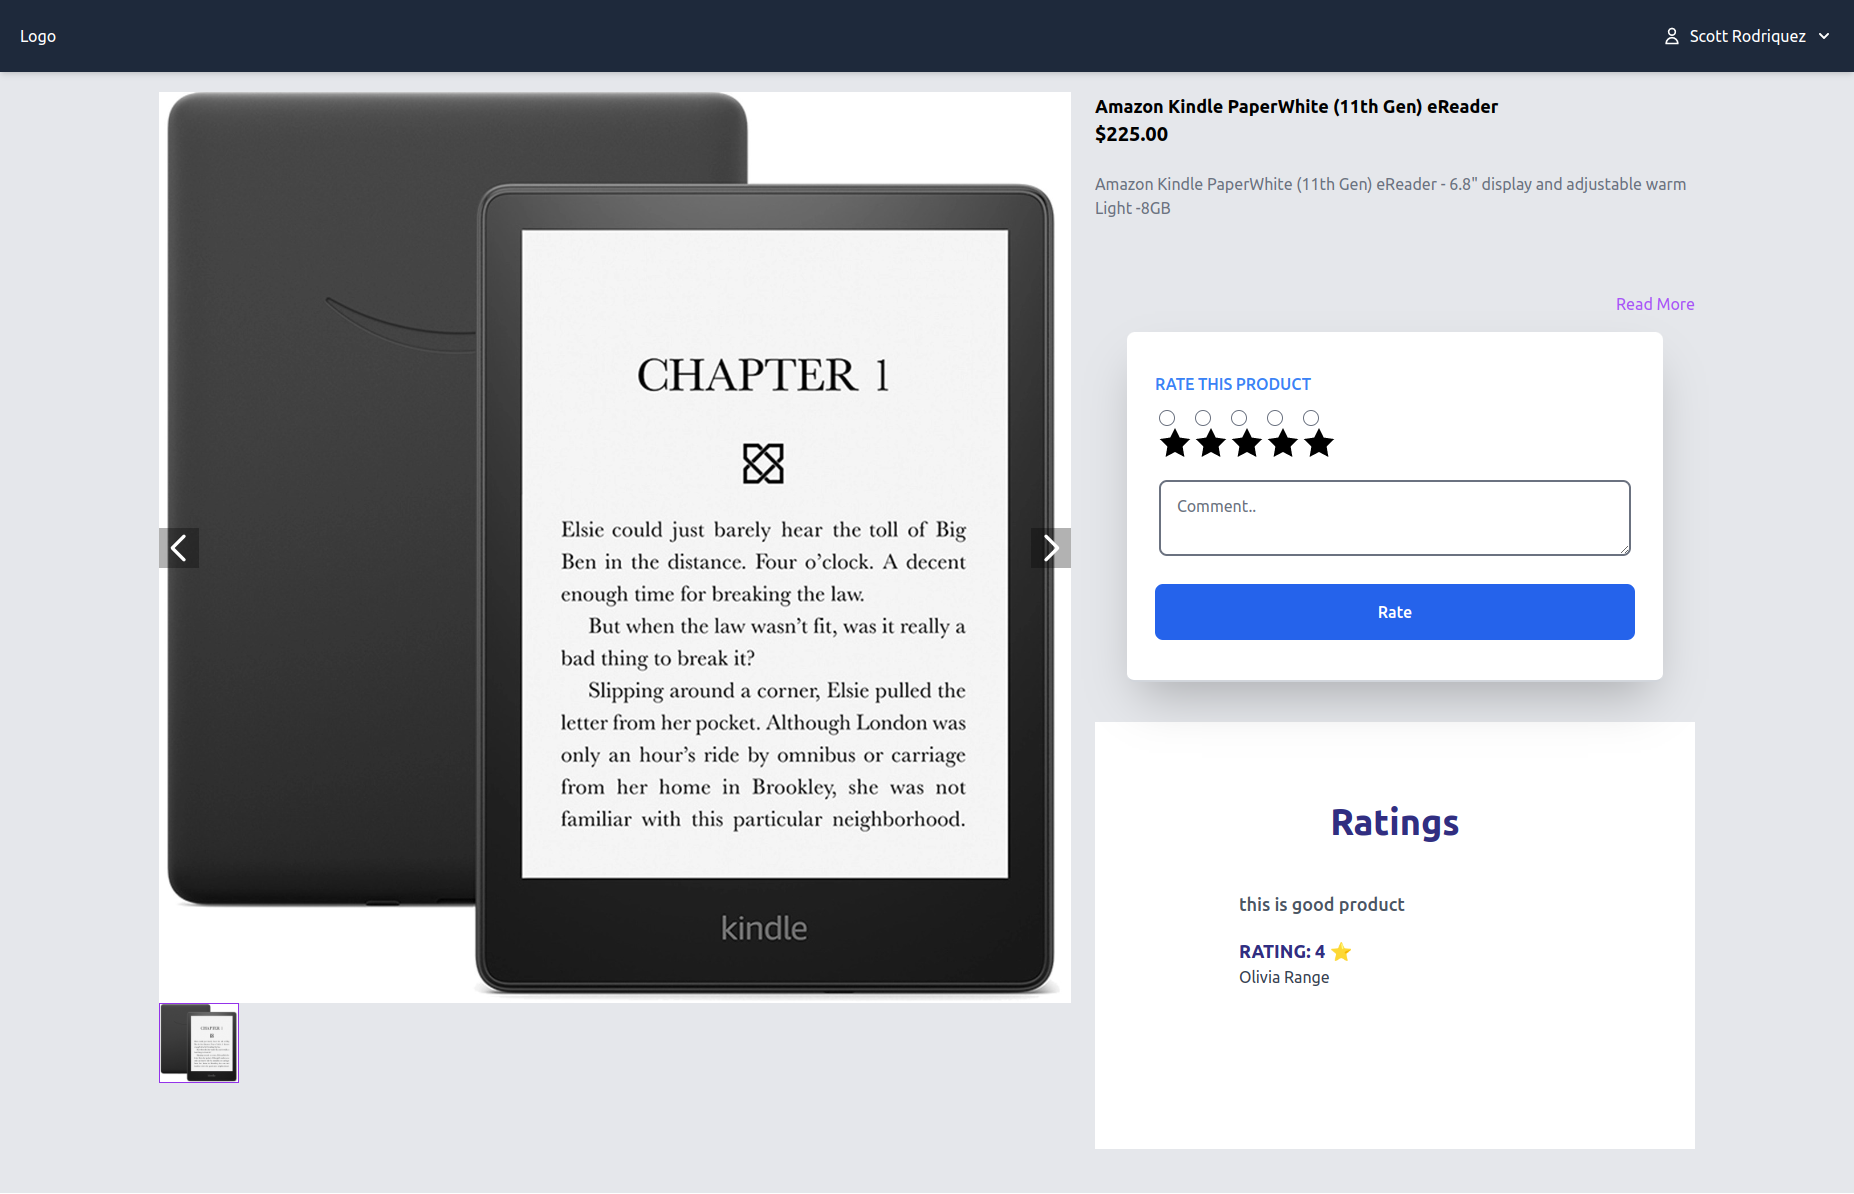 Logo
Scott Rodriquez
CHAPTER 1
Elsie could just barely hear the toll of Big
Ben in the distance. Four o’clock. A decent
enough time for breaking the law.
But when the law wasn’t fit, was it really a
bad thing to break it?
Slipping around a corner, Elsie pulled the
letter from her pocket. Although London was
only an hour’s ride by omnibus or carriage
from her home in Brookley, she was not
familiar with this particular neighborhood.
kindle
Amazon Kindle PaperWhite (11th Gen) eReader
$225.00
Amazon Kindle PaperWhite (11th Gen) eReader - 6.8" display and adjustable warm
Light -8GB
Read More
RATE THIS PRODUCT
Comment..
Rate
Ratings
this is good product
RATING: 4 ⭐
Olivia Range